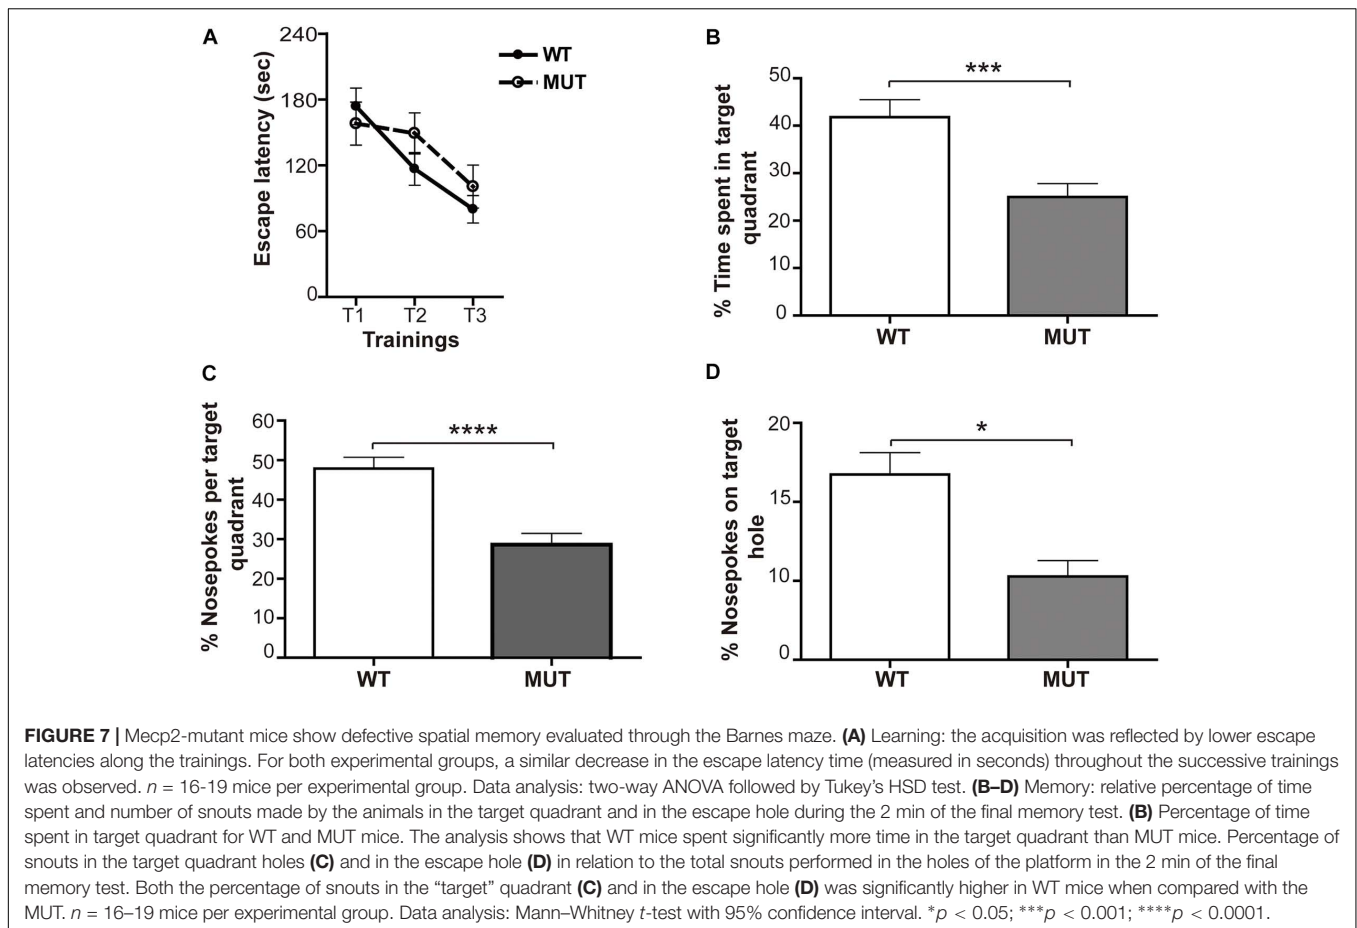 A
240
180
120
60
0
Escape latency (sec)
T1 T2 T3
Trainings
WT
MUT
B
***
50
40
30
20
10
0
% Time spent in target
quadrant
WT MUT
C
****
60
50
40
30
20
10
0
% Nosepokes per target
quadrant
WT MUT
D
*
20
15
10
0
% Nosepokes on target
hole
WT MUT
FIGURE 7 | Mecp2-mutant mice show defective spatial memory evaluated through the Barnes maze. (A) Learning: the acquisition was reflected by lower escape
latencies along the trainings. For both experimental groups, a similar decrease in the escape latency time (measured in seconds) throughout the successive trainings
was observed. n = 16-19 mice per experimental group. Data analysis: two-way ANOVA followed by Tukey's HSD test. (B–D) Memory: relative percentage of time
spent and number of snouts made by the animals in the target quadrant and in the escape hole during the 2 min of the final memory test. (B) Percentage of time
spent in target quadrant for WT and MUT mice. The analysis shows that WT mice spent significantly more time in the target quadrant than MUT mice. Percentage of
snouts in the target quadrant holes (C) and in the escape hole (D) in relation to the total snouts performed in the holes of the platform in the 2 min of the final
memory test. Both the percentage of snouts in the “target” quadrant (C) and in the escape hole (D) was significantly higher in WT mice when compared with the
MUT. n = 16–19 mice per experimental group. Data analysis: Mann–Whitney t-test with 95% confidence interval. *p < 0.05; ***p < 0.001; ****p < 0.0001.